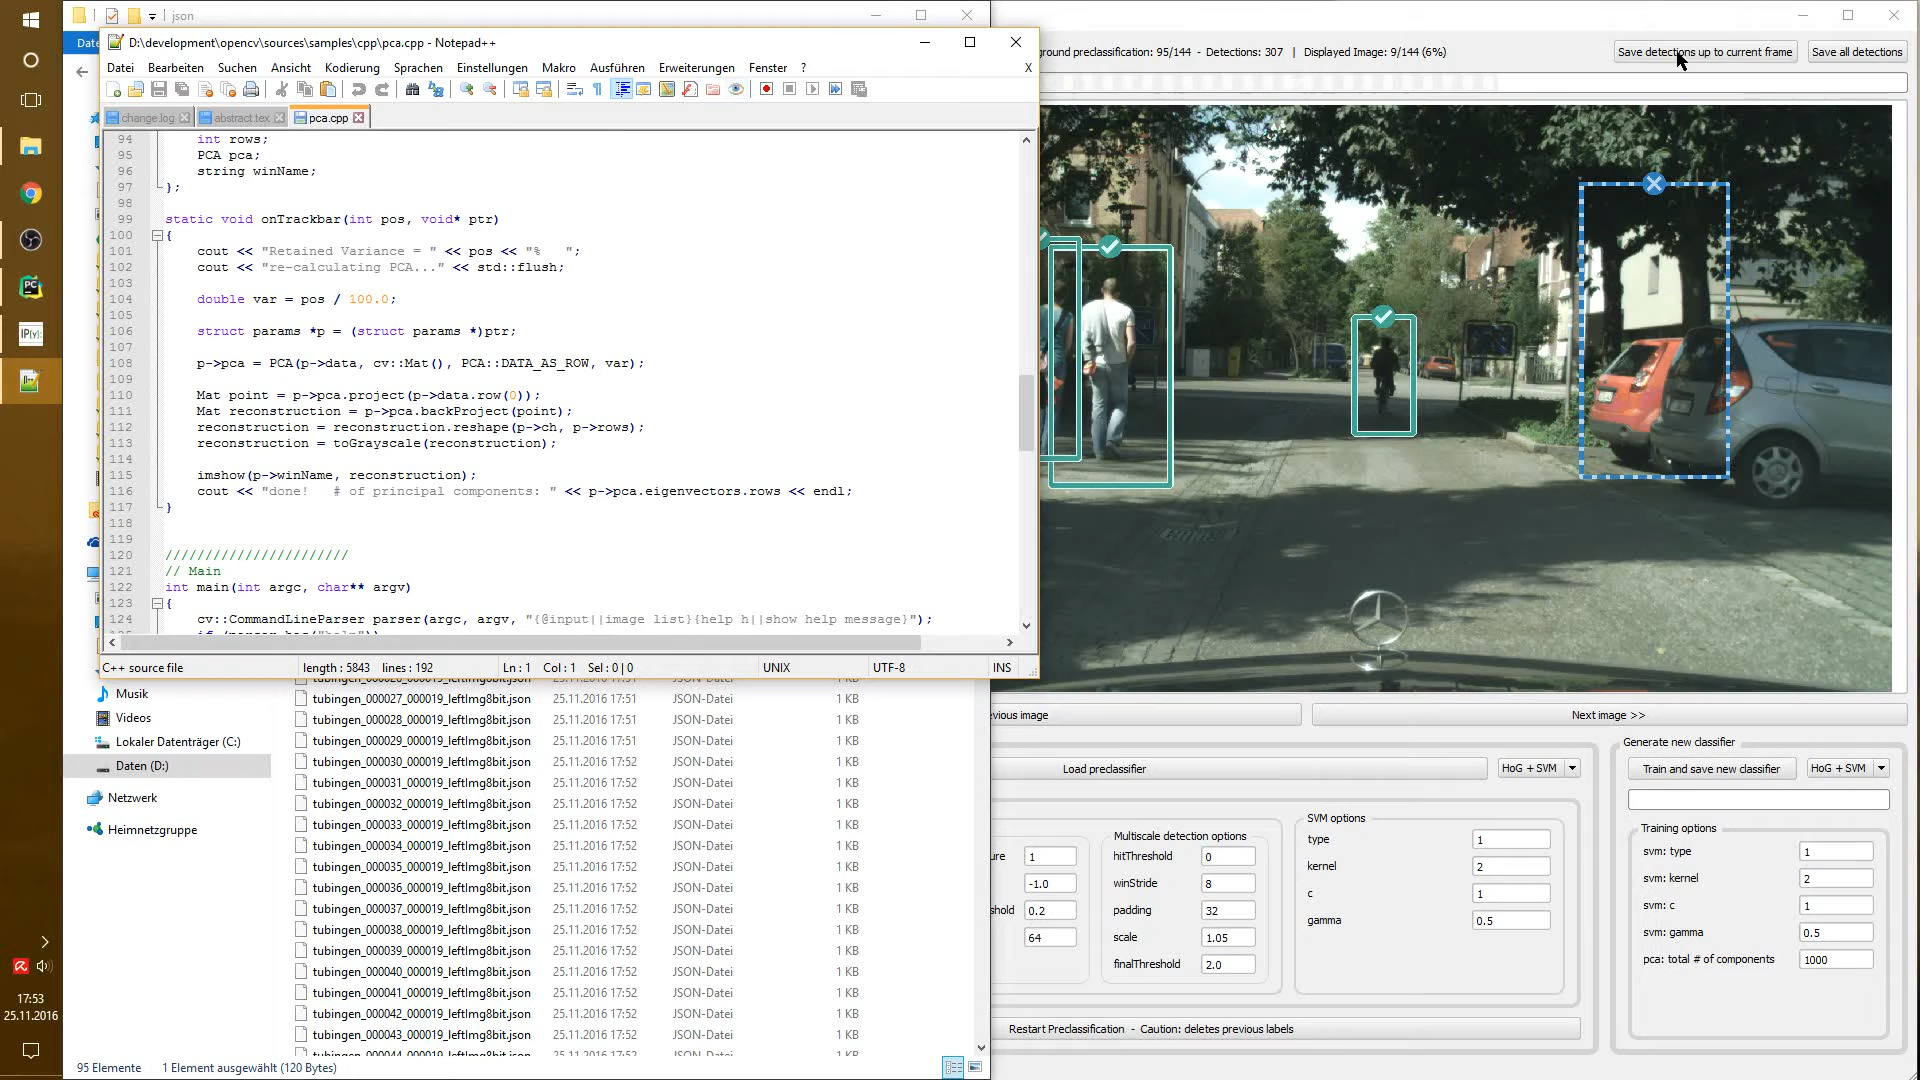 json
Datei
D:\development\opencv\sources\samples\cpp\pca.cpp - Notepad++
Datei Bearbeiten Suchen Ansicht Kodierung Sprachen Einstellungen Makro Ausführen Erweiterungen Fenster ? X
change.log abstract.tex pca.cpp
94 int rows;
95 PCA pca;
96 string winName;
97 };
98
99 static void onTrackbar(int pos, void* ptr)
100 {
101 cout << "Retained Variance = " << pos << "%   ";
102 cout << "re-calculating PCA..." << std::flush;
103
104 double var = pos / 100.0;
105
106 struct params *p = (struct params *)ptr;
107
108 p->pca = PCA(p->data, cv::Mat(), PCA::DATA_AS_ROW, var);
109
110 Mat point = p->pca.project(p->data.row(0));
111 Mat reconstruction = p->pca.backProject(point);
112 reconstruction = reconstruction.reshape(p->ch, p->rows);
113 reconstruction = toGrayscale(reconstruction);
114
115 imshow(p->winName, reconstruction);
116 cout << "done!   # of principal components: " << p->pca.eigenvectors.rows << endl;
117 }
118
119
120 ///////////////////////
121 // Main
122 int main(int argc, char** argv)
123 {
124 cv::CommandLineParser parser(argc, argv, "{@input||image list}{help h||show help message}");
C++ source file length : 5843 lines : 192 Ln : 1 Col : 1 Sel : 0 | 0 UNIX UTF-8 INS
Musik
Videos
Lokaler Datenträger (C:)
Daten (D:)
Netzwerk
Heimnetzgruppe
tubingen_000027_000019_leftImg8bit.json 25.11.2016 17:51 JSON-Datei 1 KB
tubingen_000028_000019_leftImg8bit.json 25.11.2016 17:51 JSON-Datei 1 KB
tubingen_000029_000019_leftImg8bit.json 25.11.2016 17:51 JSON-Datei 1 KB
tubingen_000030_000019_leftImg8bit.json 25.11.2016 17:52 JSON-Datei 1 KB
tubingen_000031_000019_leftImg8bit.json 25.11.2016 17:52 JSON-Datei 1 KB
tubingen_000032_000019_leftImg8bit.json 25.11.2016 17:52 JSON-Datei 1 KB
tubingen_000033_000019_leftImg8bit.json 25.11.2016 17:52 JSON-Datei 1 KB
tubingen_000034_000019_leftImg8bit.json 25.11.2016 17:52 JSON-Datei 1 KB
tubingen_000035_000019_leftImg8bit.json 25.11.2016 17:52 JSON-Datei 1 KB
tubingen_000036_000019_leftImg8bit.json 25.11.2016 17:52 JSON-Datei 1 KB
tubingen_000037_000019_leftImg8bit.json 25.11.2016 17:52 JSON-Datei 1 KB
tubingen_000038_000019_leftImg8bit.json 25.11.2016 17:52 JSON-Datei 1 KB
tubingen_000039_000019_leftImg8bit.json 25.11.2016 17:52 JSON-Datei 1 KB
tubingen_000040_000019_leftImg8bit.json 25.11.2016 17:52 JSON-Datei 1 KB
tubingen_000041_000019_leftImg8bit.json 25.11.2016 17:52 JSON-Datei 1 KB
tubingen_000042_000019_leftImg8bit.json 25.11.2016 17:52 JSON-Datei 1 KB
tubingen_000043_000019_leftImg8bit.json 25.11.2016 17:52 JSON-Datei 1 KB
95 Elemente 1 Element ausgewählt (120 Bytes)
17:53
25.11.2016
ground preclassification: 95/144 - Detections: 307 | Displayed Image: 9/144 (6%)
Save detections up to current frame Save all detections
vious image Next image >>
Load preclassifier HoG + SVM
ure 1
-1.0
shold 0.2
64
Multiscale detection options
hitThreshold 0
winStride 8
padding 32
scale 1.05
finalThreshold 2.0
SVM options
type 1
kernel 2
c 1
gamma 0.5
Restart Preclassification - Caution: deletes previous labels
Generate new classifier
Train and save new classifier HoG + SVM
Training options
svm: type 1
svm: kernel 2
svm: c 1
svm: gamma 0.5
pca: total # of components 1000